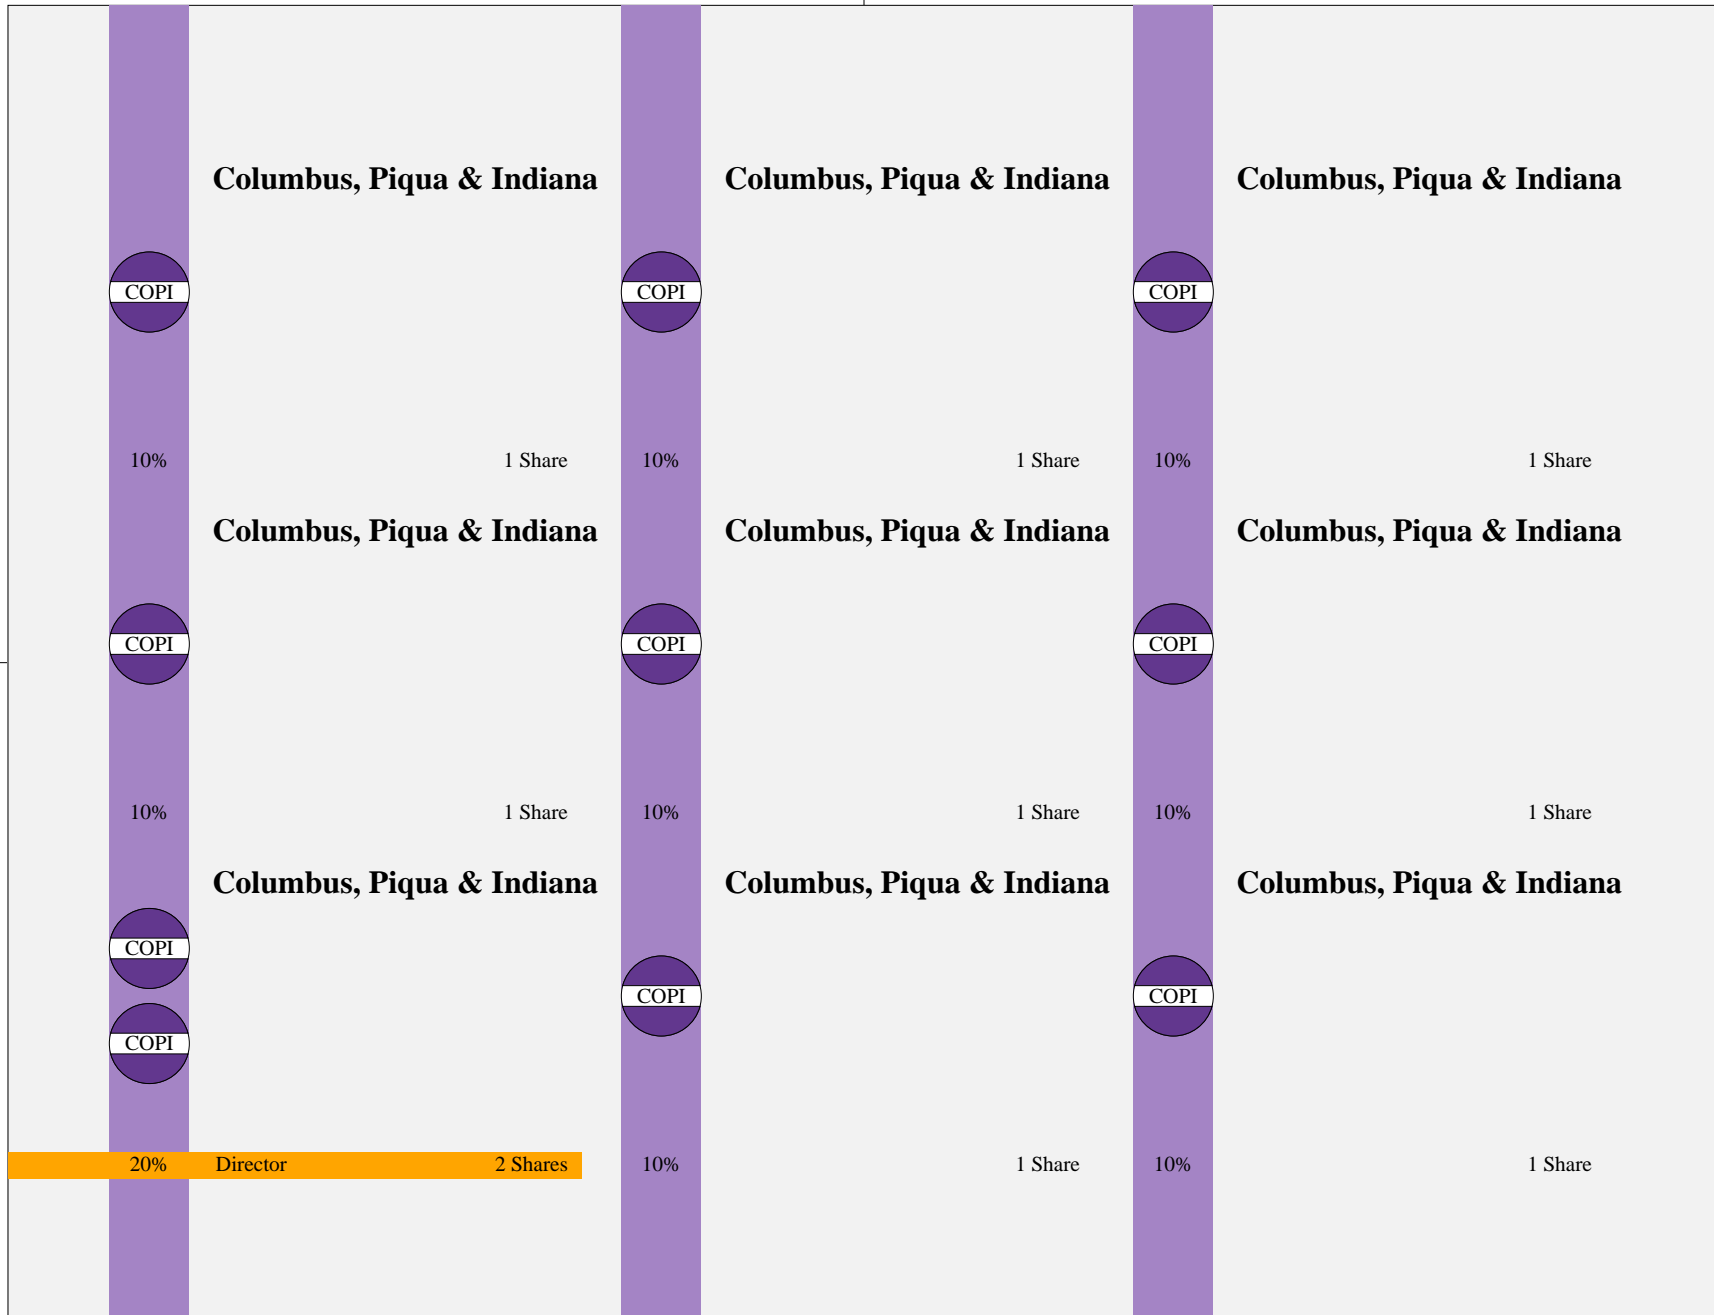 Columbus, Piqua & Indiana Columbus, Piqua & Indiana Columbus, Piqua & Indiana
COPI COPI COPI
10% 1 Share 10% 1 Share 10% 1 Share
Columbus, Piqua & Indiana Columbus, Piqua & Indiana Columbus, Piqua & Indiana
COPI COPI COPI
10% 1 Share 10% 1 Share 10% 1 Share
Columbus, Piqua & Indiana Columbus, Piqua & Indiana Columbus, Piqua & Indiana
COPI
COPI COPI
COPI
20% Director 2 Shares 10% 1 Share 10% 1 Share